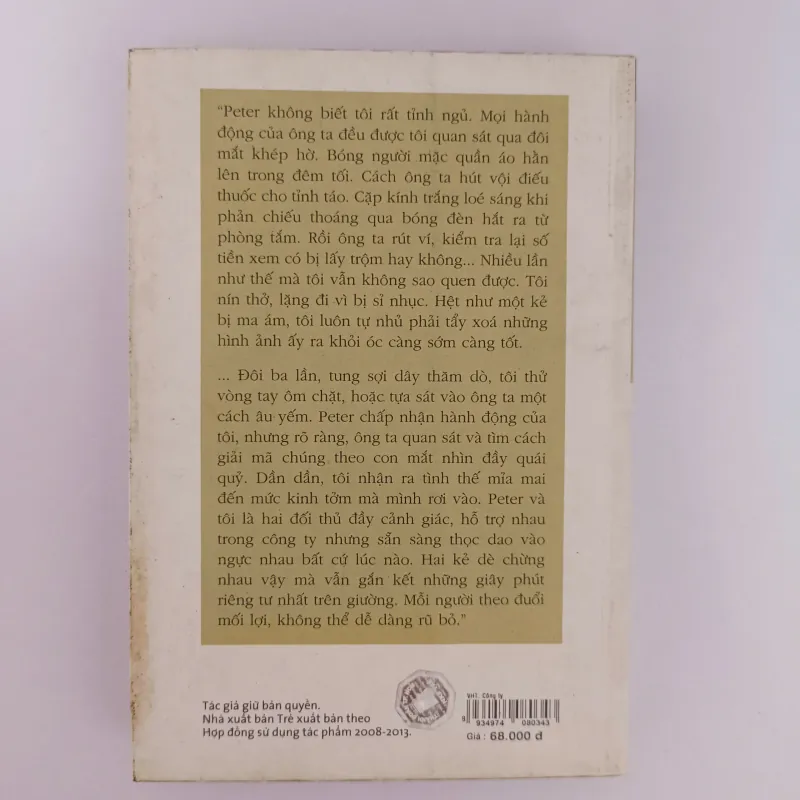 “Peter không biết tôi rất tỉnh ngủ. Mọi hành
động của ông ta đều được tôi quan sát qua đôi
mắt khép hờ. Bóng người mặc quần áo hằn
lên trong đêm tối. Cách ông ta hút vội điếu
thuốc cho tỉnh táo. Cặp kính trắng loé sáng khi
phản chiếu thoáng qua bóng đèn hắt ra từ
phòng tắm. Rồi ông ta rút ví, kiểm tra lại số
tiền xem có bị lấy trộm hay không... Nhiều lần
như thế mà tôi vẫn không sao quen được. Tôi
nín thở, lặng đi vì bị sỉ nhục. Hệt như một kẻ
bị ma ám, tôi luôn tự nhủ phải tẩy xoá những
hình ảnh ấy ra khỏi óc càng sớm càng tốt.
... Đôi ba lần, tung sợi dây thăm dò, tôi thử
vòng tay ôm chặt, hoặc tựa sát vào ông ta một
cách âu yếm. Peter chấp nhận hành động của
tôi, nhưng rõ ràng, ông ta quan sát và tìm cách
giải mã chúng theo con mắt nhìn đầy quái
quỷ. Dần dần, tôi nhận ra tình thế mỉa mai
đến mức kinh tởm mà mình rơi vào. Peter và
tôi là hai đối thủ đầy cảnh giác, hỗ trợ nhau
trong công ty nhưng sẵn sàng thọc dao vào
ngực nhau bất cứ lúc nào. Hai kẻ dè chừng
nhau vậy mà vẫn gắn kết những giây phút
riêng tư nhất trên giường. Mỗi người theo đuổi
mối lợi, không thể dễ dàng rũ bỏ."
Tác giả giữ bản quyền.
Nhà xuất bản Trẻ xuất bản theo
Hợp đồng sử dụng tác phẩm 2008-2013.
VHT. Công ty
8 934974 080343
Giá : 68.000 đ